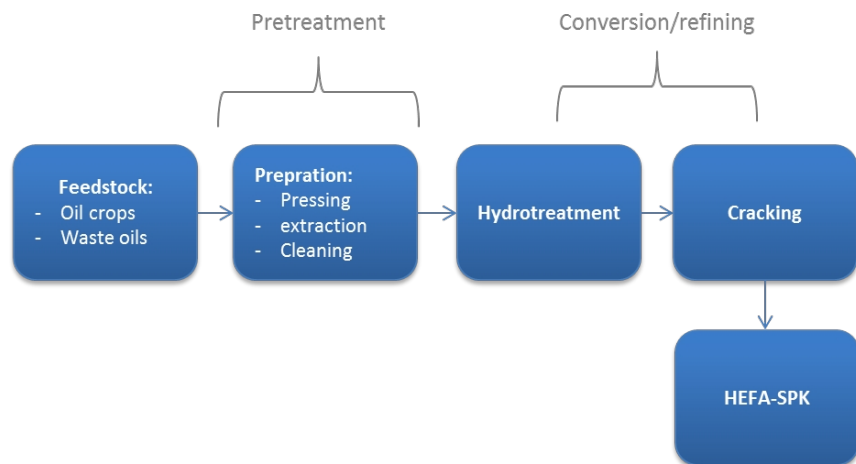 Pretreatment
Conversion/refining
Feedstock:
- Oil crops
- Waste oils
Prepration:
- Pressing
- extraction
- Cleaning
Hydrotreatment
Cracking
HEFA-SPK